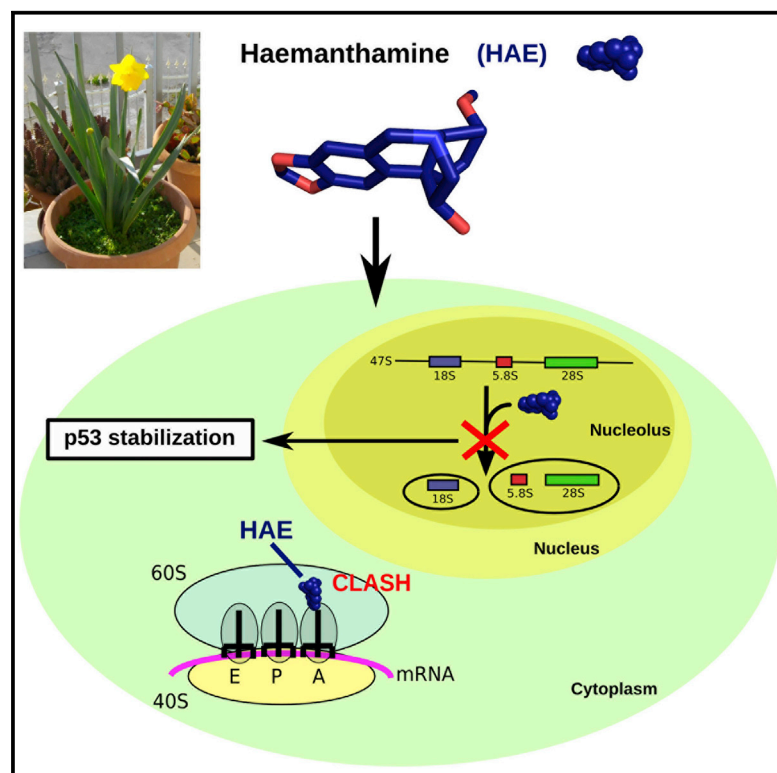 Haemanthamine (HAE)
47S
18S 5.8S 28S
Nucleolus
p53 stabilization
18S 5.8S 28S
Nucleus
HAE
60S
CLASH
E P A
mRNA
40S
Cytoplasm